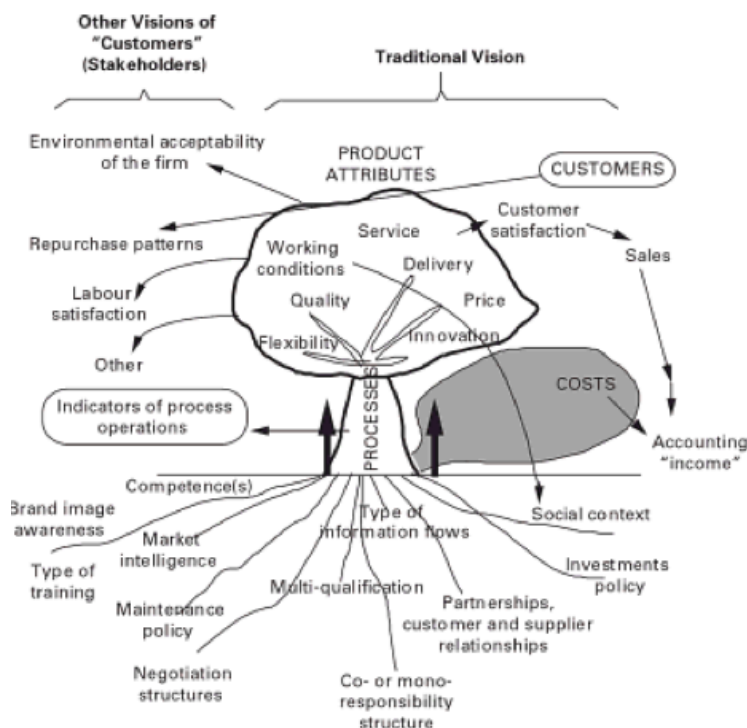 Other Visions of
"Customers"
(Stakeholders)
Traditional Vision
Environmental acceptability
of the firm
PRODUCT
ATTRIBUTES
CUSTOMERS
Repurchase patterns
Service
Customer
satisfaction
Working
conditions
Delivery
Sales
Labour
satisfaction
Quality
Price
Flexibility
Innovation
Other
Indicators of process
operations
PROCESSES
COSTS
Accounting
"income"
Competence(s)
Brand image
awareness
Market
intelligence
Type of
information flows
Social context
Type of
training
Investments
policy
Multi-qualification
Maintenance
policy
Partnerships,
customer and supplier
relationships
Negotiation
structures
Co- or mono-
responsibility
structure